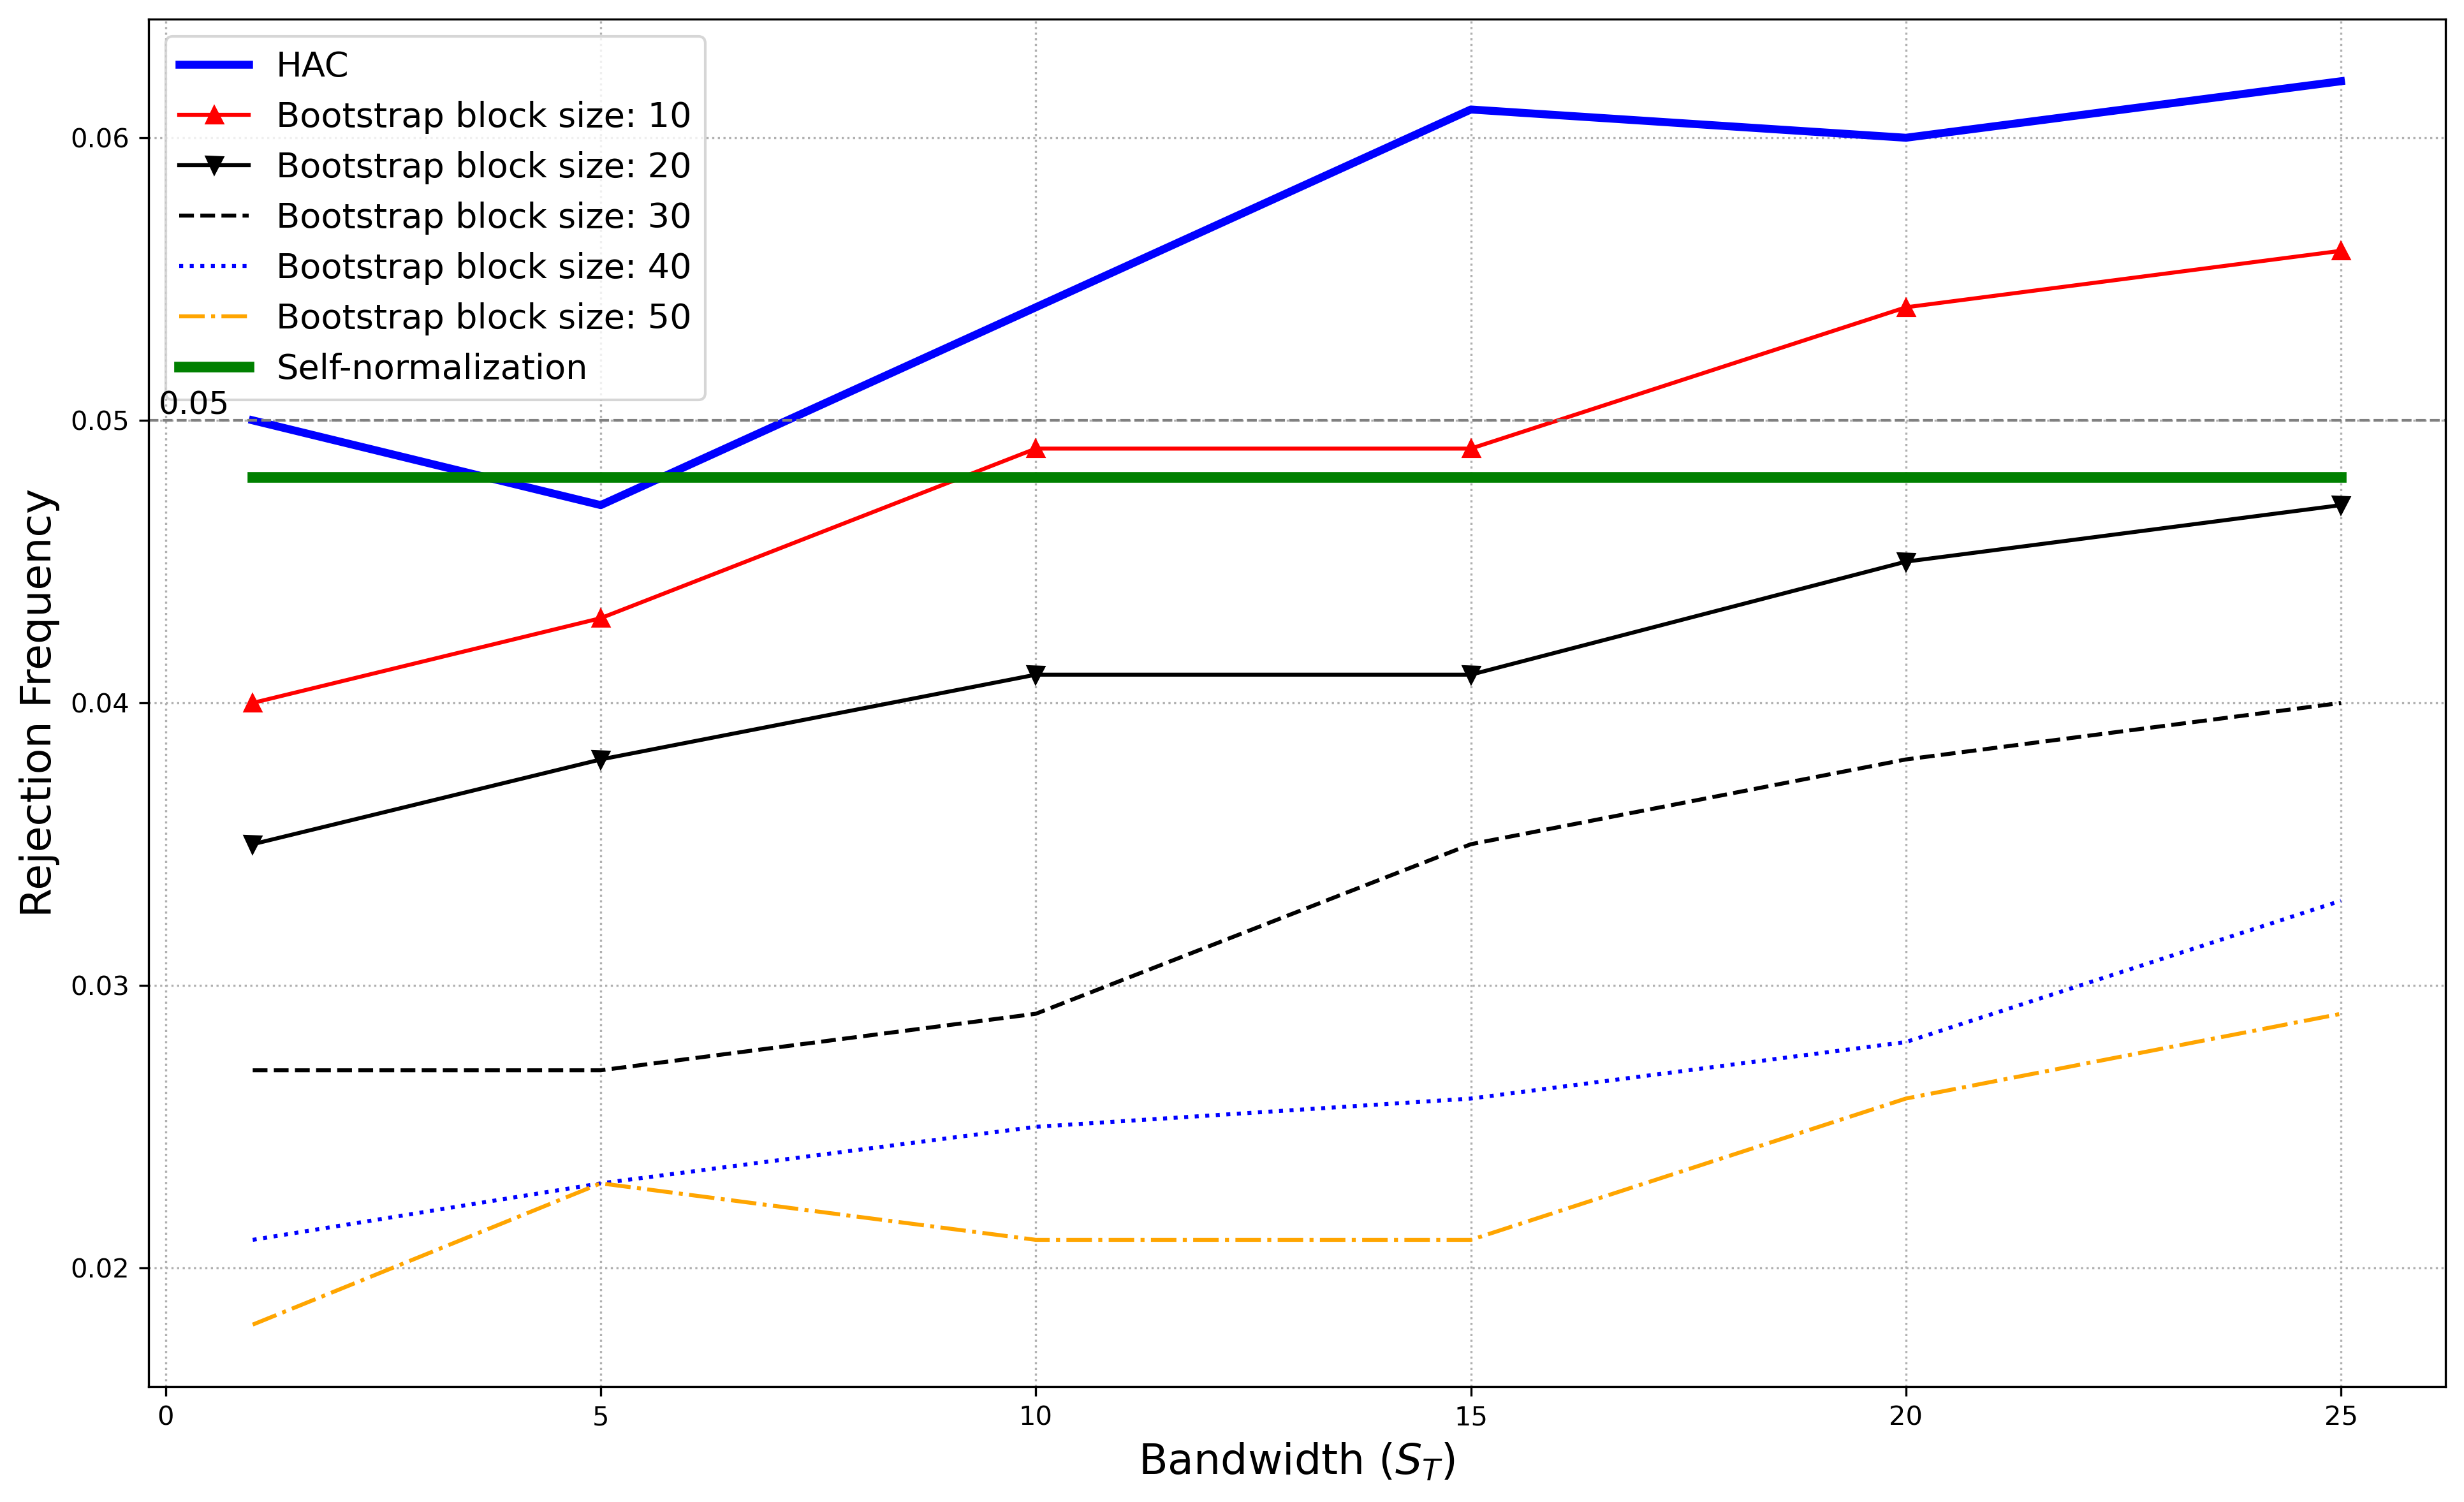 HAC
Bootstrap block size: 10
Bootstrap block size: 20
Bootstrap block size: 30
Bootstrap block size: 40
Bootstrap block size: 50
Self-normalization
0.05
0.06
0.05
0.04
0.03
0.02
Rejection Frequency
0 5 10 15 20 25
Bandwidth (S_T)